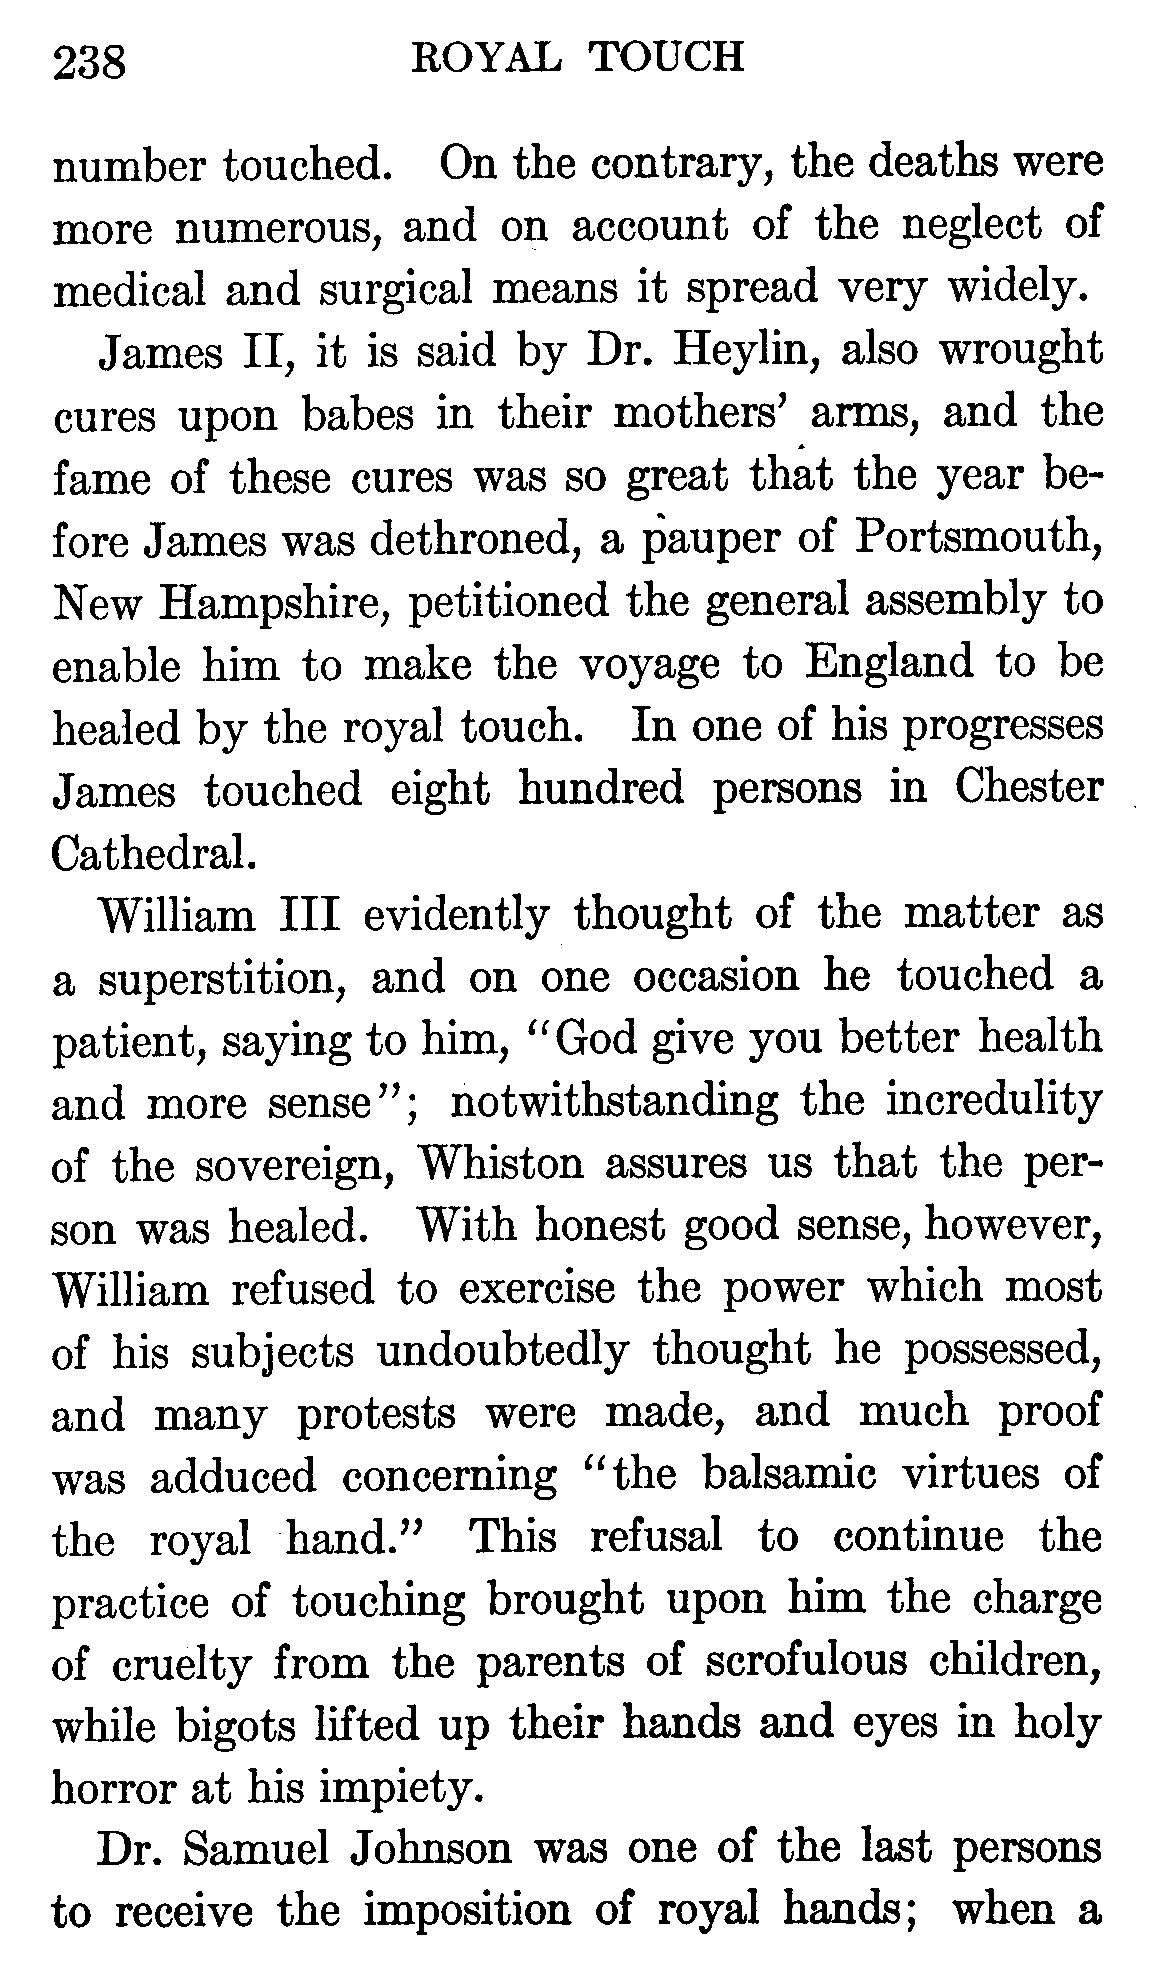 238 ROYAL TOUCH
number touched. On the contrary, the deaths were
more numerous, and on account of the neglect of
medical and surgical means it spread very widely.
James II, it is said by Dr. Heylin, also wrought
cures upon babes in their mothers' arms, and the
fame of these cures was so great that the year be-
fore James was dethroned, a pauper of Portsmouth,
New Hampshire, petitioned the general assembly to
enable him to make the voyage to England to be
healed by the royal touch. In one of his progresses
James touched eight hundred persons in Chester
Cathedral.
William III evidently thought of the matter as
a superstition, and on one occasion he touched a
patient, saying to him, "God give you better health
and more sense"; notwithstanding the incredulity
of the sovereign, Whiston assures us that the per-
son was healed. With honest good sense, however,
William refused to exercise the power which most
of his subjects undoubtedly thought he possessed,
and many protests were made, and much proof
was adduced concerning "the balsamic virtues of
the royal hand." This refusal to continue the
practice of touching brought upon him the charge
of cruelty from the parents of scrofulous children,
while bigots lifted up their hands and eyes in holy
horror at his impiety.
Dr. Samuel Johnson was one of the last persons
to receive the imposition of royal hands; when a